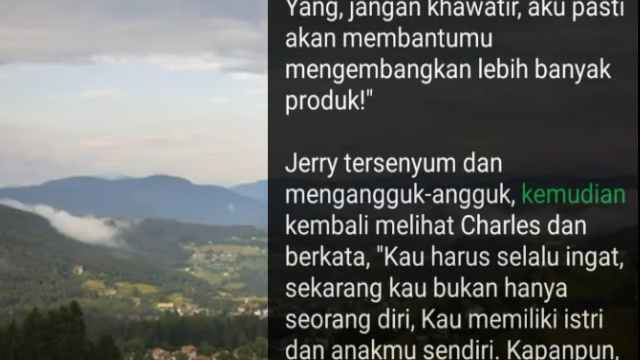 Yang, jangan khawatir, aku pasti
akan membantumu
mengembangkan lebih banyak
produk!"
Jerry tersenyum dan
mengangguk-angguk, kemudian
kembali melihat Charles dan
berkata, "Kau harus selalu ingat,
sekarang kau bukan hanya
seorang diri, Kau memiliki istri
dan anakmu sendiri. Kapanpun,